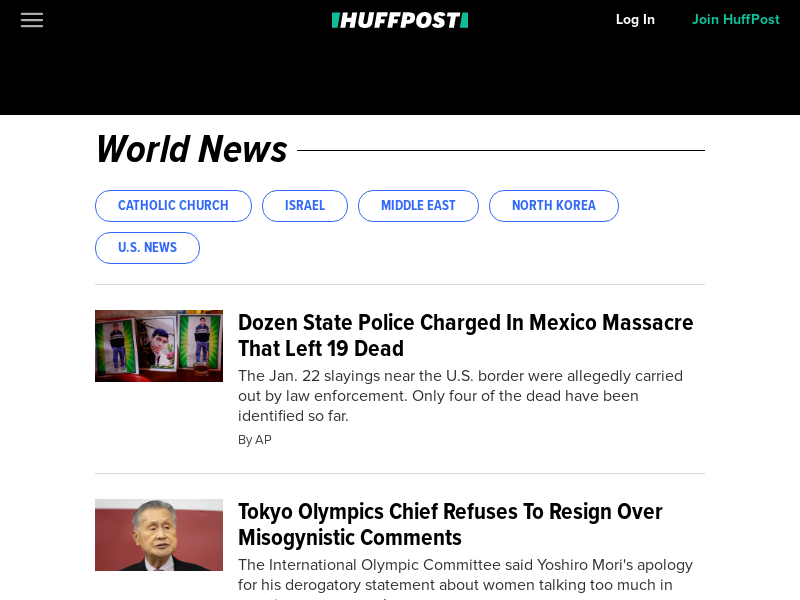 HUFFPOST
Log In
Join HuffPost
World News
CATHOLIC CHURCH
ISRAEL
MIDDLE EAST
NORTH KOREA
U.S. NEWS
Dozen State Police Charged In Mexico Massacre
That Left 19 Dead
The Jan. 22 slayings near the U.S. border were allegedly carried
out by law enforcement. Only four of the dead have been
identified so far.
By AP
Tokyo Olympics Chief Refuses To Resign Over
Misogynistic Comments
The International Olympic Committee said Yoshiro Mori's apology
for his derogatory statement about women talking too much in